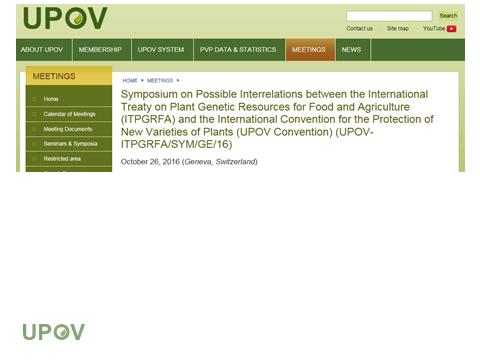 UPOV
Search
Contact us Site map YouTube
ABOUT UPOV MEMBERSHIP UPOV SYSTEM PVP DATA & STATISTICS MEETINGS NEWS
MEETINGS
Home
Calendar of Meetings
Meeting Documents
Seminars & Symposia
Restricted area
HOME MEETINGS
Symposium on Possible Interrelations between the International
Treaty on Plant Genetic Resources for Food and Agriculture
(ITPGRFA) and the International Convention for the Protection of
New Varieties of Plants (UPOV Convention) (UPOV-
ITPGRFA/SYM/GE/16)
October 26, 2016 (Geneva, Switzerland)
UPOV